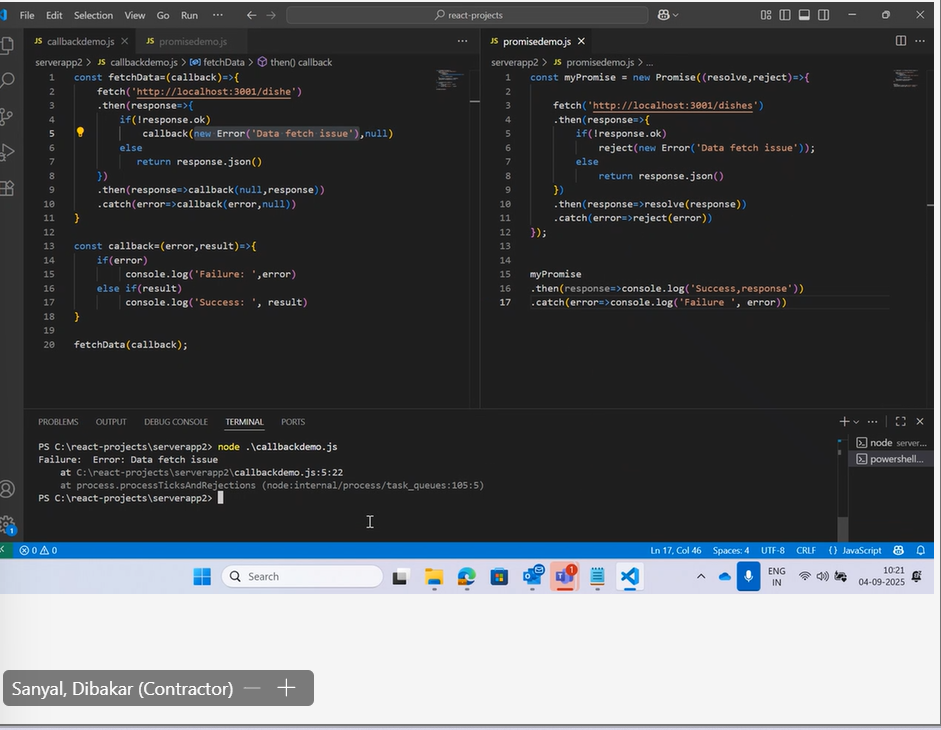 File Edit Selection View Go Run ··· react-projects
JS callbackdemo.js JS promisedemo.js
serverapp2 > JS callbackdemo.js > fetchData > then() callback
1 const fetchData=(callback)=>{
2 fetch('http://localhost:3001/dishe')
3 .then(response=>{
4 if(!response.ok)
5 callback(new Error('Data fetch issue'),null)
6 else
7 return response.json()
8 })
9 .then(response=>callback(null,response))
10 .catch(error=>callback(error,null))
11 }
12
13 const callback=(error,result)=>{
14 if(error)
15 console.log('Failure: ',error)
16 else if(result)
17 console.log('Success: ', result)
18 }
19
20 fetchData(callback);
JS promisedemo.js
serverapp2 > JS promisedemo.js > ...
1 const myPromise = new Promise((resolve,reject)=>{
2
3 fetch('http://localhost:3001/dishes')
4 .then(response=>{
5 if(!response.ok)
6 reject(new Error('Data fetch issue'));
7 else
8 return response.json()
9 })
10 .then(response=>resolve(response))
11 .catch(error=>reject(error))
12 });
13
14
15 myPromise
16 .then(response=>console.log('Success,response'))
17 .catch(error=>console.log('Failure ', error))
PROBLEMS OUTPUT DEBUG CONSOLE TERMINAL PORTS
PS C:\react-projects\serverapp2> node .\callbackdemo.js
Failure:  Error: Data fetch issue
at C:\react-projects\serverapp2\callbackdemo.js:5:22
at process.processTicksAndRejections (node:internal/process/task_queues:105:5)
PS C:\react-projects\serverapp2>
node server...
powershell...
1
0 0 Ln 17, Col 46 Spaces: 4 UTF-8 CRLF {} JavaScript
Search
1
ENG
IN
10:21
04-09-2025
Sanyal, Dibakar (Contractor)